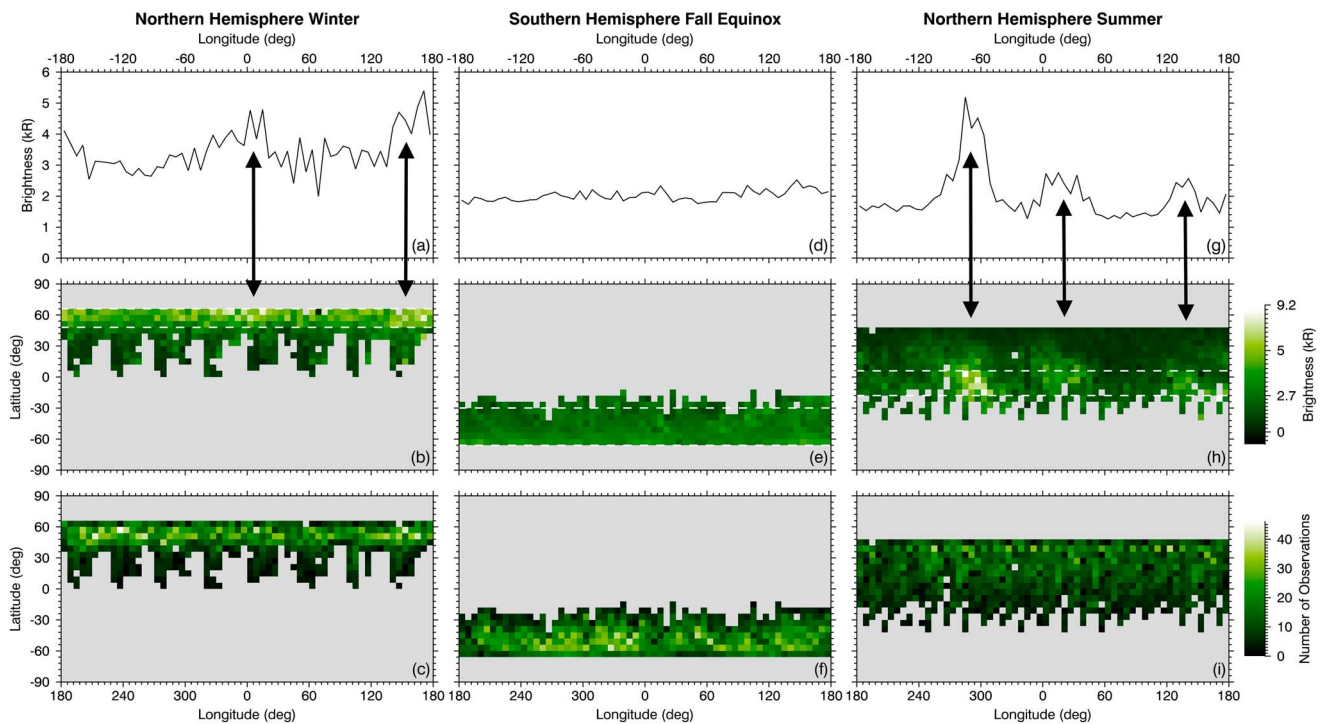 Northern Hemisphere Winter
Southern Hemisphere Fall Equinox
Northern Hemisphere Summer
Longitude (deg)
Longitude (deg)
Longitude (deg)
-180 -120 -60 0 60 120 180
-180 -120 -60 0 60 120 180
-180 -120 -60 0 60 120 180
Brightness (kR)
6
5
4
3
2
1
0
(a)
(d)
(g)
Latitude (deg)
90
60
30
0
-30
-60
-90
(b)
(e)
(h)
9.2
5
2.7
0
Brightness (kR)
Latitude (deg)
90
60
30
0
-30
-60
-90
(c)
(f)
(i)
40
30
20
10
0
Number of Observations
180 240 300 0 60 120 180
180 240 300 0 60 120 180
180 240 300 0 60 120 180
Longitude (deg)
Longitude (deg)
Longitude (deg)